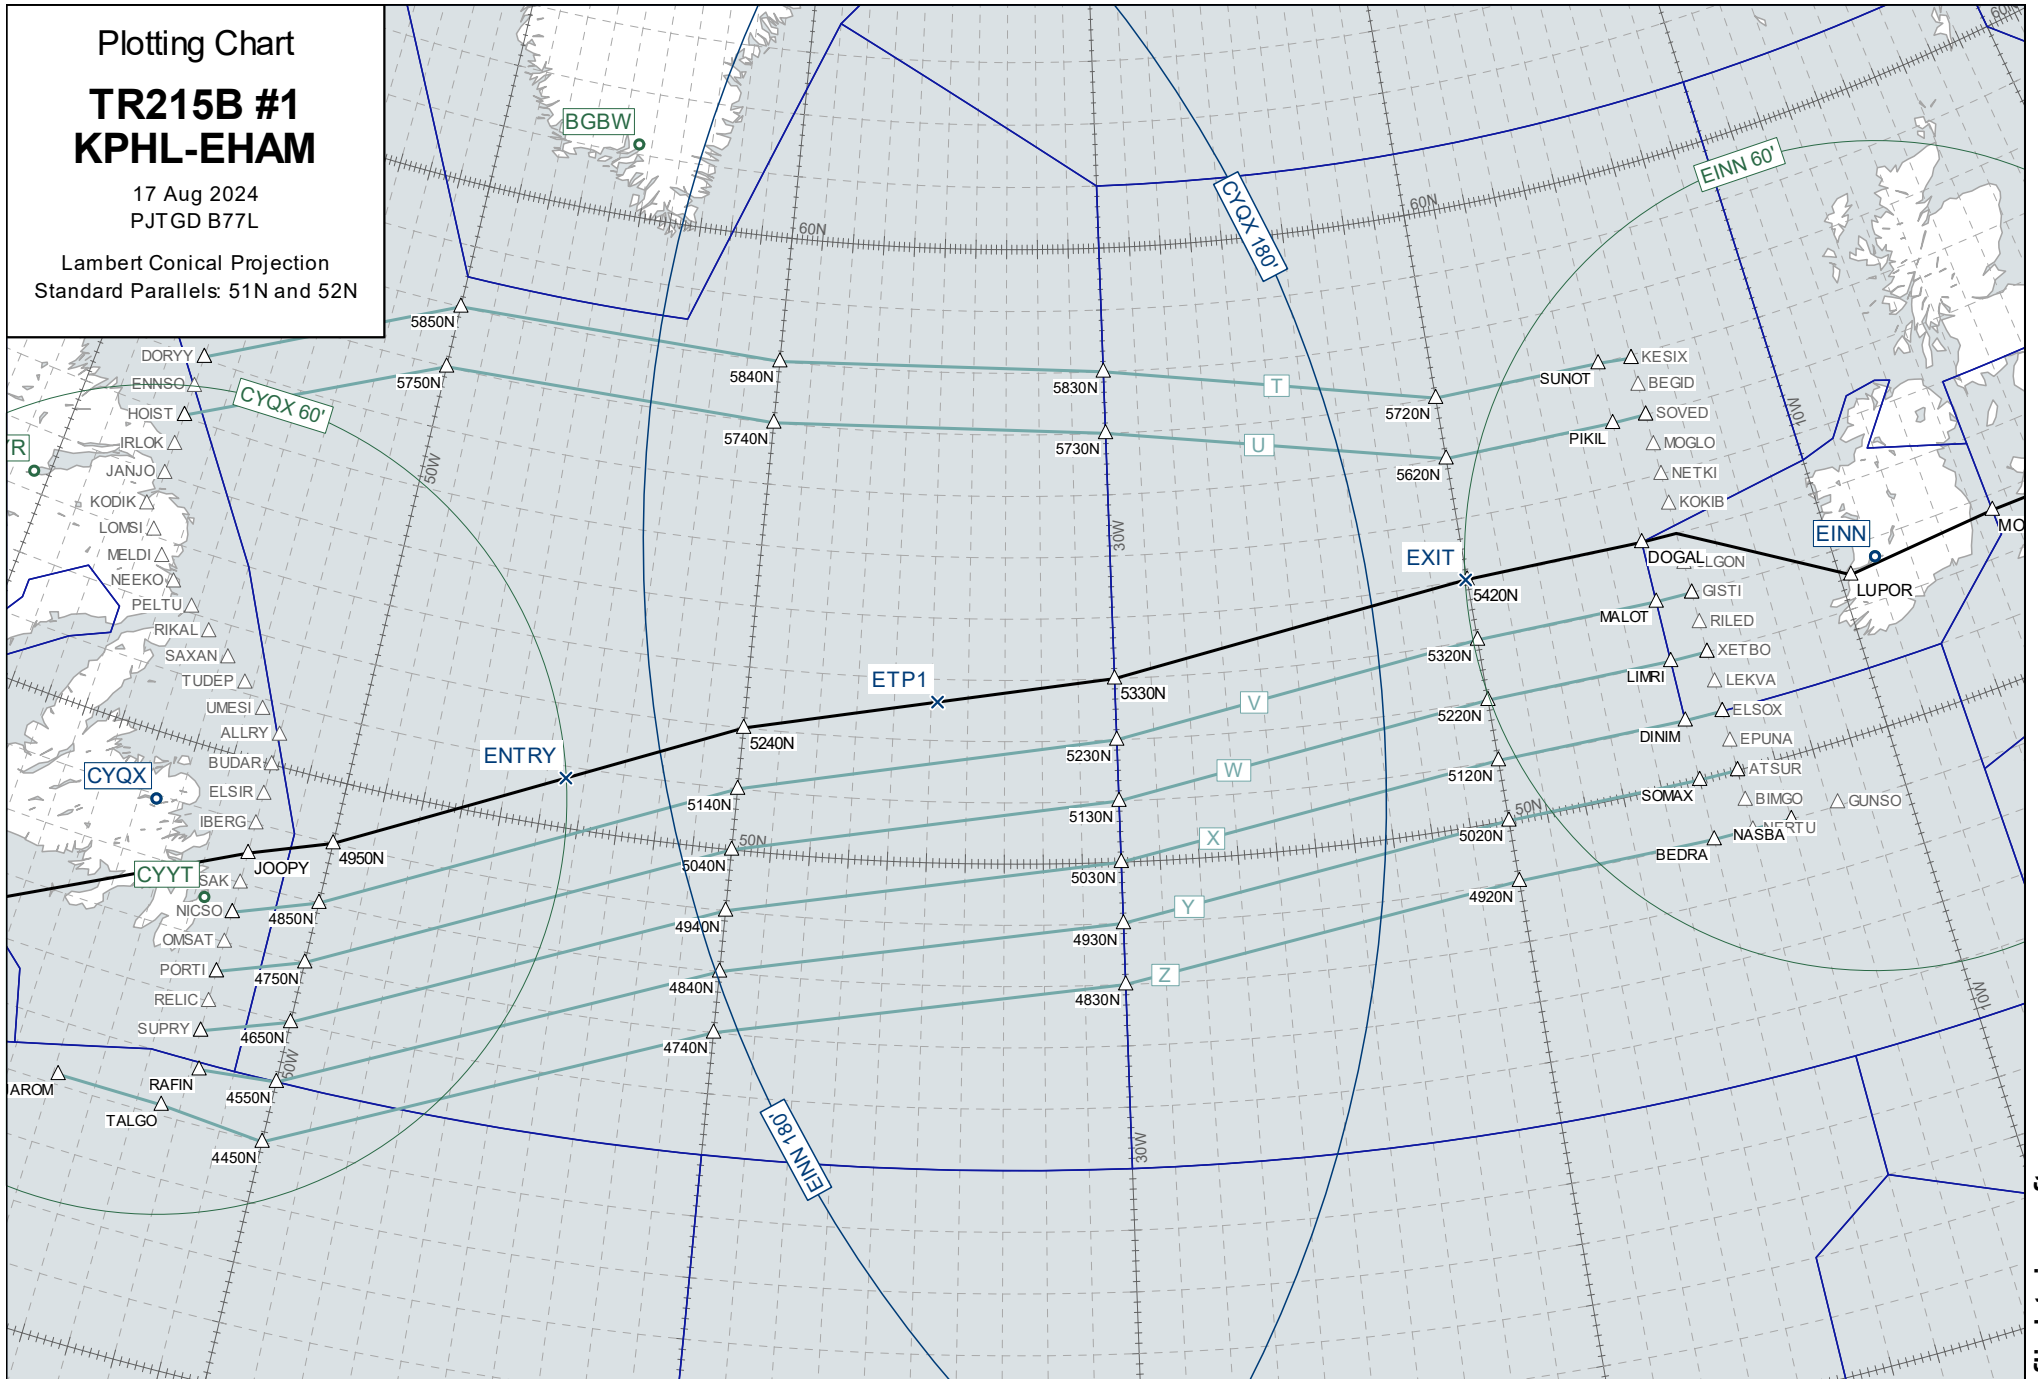 Plotting Chart
TR215B #1
KPHL-EHAM
17 Aug 2024
PJTGD B77L
Lambert Conical Projection
Standard Parallels: 51N and 52N
60N
BGBW
EINN 60'
60N
60N
CYQX 180'
5850N
DORYY
5840N
5830N
T
SUNOT
KESIX
ENNSO
5750N
BEGID
CYQX 60'
HOIST
5720N
SOVED
10W
YR
IRLOK
5740N
5730N
U
PIKIL
MOGLO
50W
JANJO
5620N
NETKI
KODIK
KOKIB
LOMSI
30W
EINN
MO
MELDI
EXIT
DOGAL
LGON
NEEKO
5420N
GISTI
LUPOR
PELTU
MALOT
RILED
RIKAL
SAXAN
5320N
XETBO
TUDEP
ETP1
5330N
LIMRI
LEKVA
UMESI
V
5220N
ELSOX
ALLRY
5240N
5230N
DINIM
EPUNA
BUDAR
ENTRY
W
5120N
ATSUR
CYQX
ELSIR
5140N
5130N
SOMAX
BIMGO
GUNSO
IBERG
50N
X
5020N
50N
NASBA
NERTU
4950N
5040N
5030N
BEDRA
JOOPY
CYYT
SAK
4920N
NICSO
4850N
4940N
4930N
Y
OMSAT
PORTI
4750N
4840N
4830N
Z
RELIC
10W
SUPRY
4650N
4740N
50W
AROM
RAFIN
4550N
TALGO
4450N
EINN 180'
30W